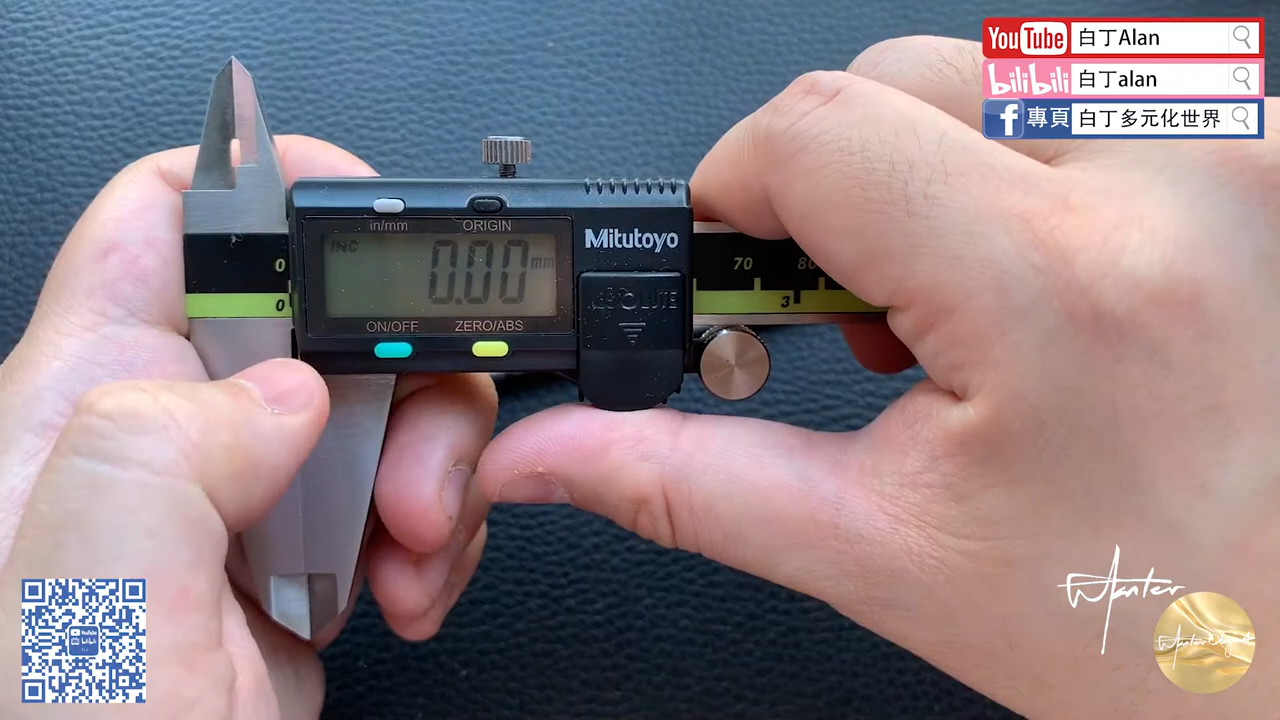 YouTube 白丁Alan
bilibili 白丁alan
f 專頁 白丁多元化世界
in/mm ORIGIN
Mitutoyo
INC 0.00 mm
ABSOLUTE
ON/OFF ZERO/ABS
0
0
70 80
3